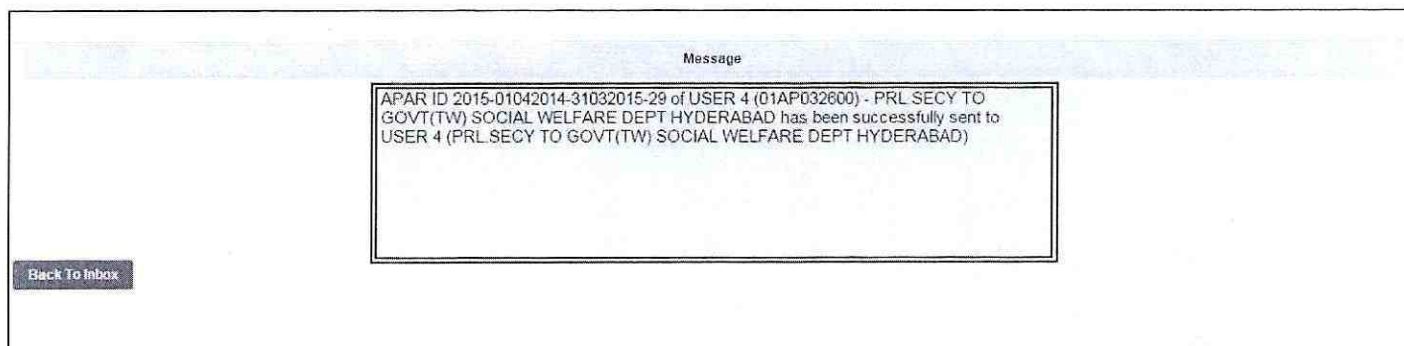 Message
APAR ID 2015-01042014-31032015-29 of USER 4 (01AP032600) - PRL.SECY TO
GOVT(TW) SOCIAL WELFARE DEPT HYDERABAD has been successfully sent to
USER 4 (PRL.SECY TO GOVT(TW) SOCIAL WELFARE DEPT HYDERABAD)
Back To Inbox